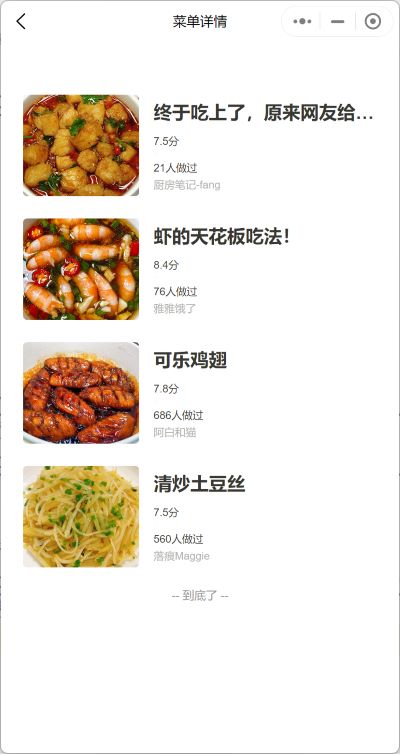 菜单详情
终于吃上了，原来网友给...
7.5分
21人做过
厨房笔记-fang
虾的天花板吃法！
8.4分
76人做过
雅雅饿了
可乐鸡翅
7.8分
686人做过
阿白和猫
清炒土豆丝
7.5分
560人做过
落痕Maggie
-- 到底了 --